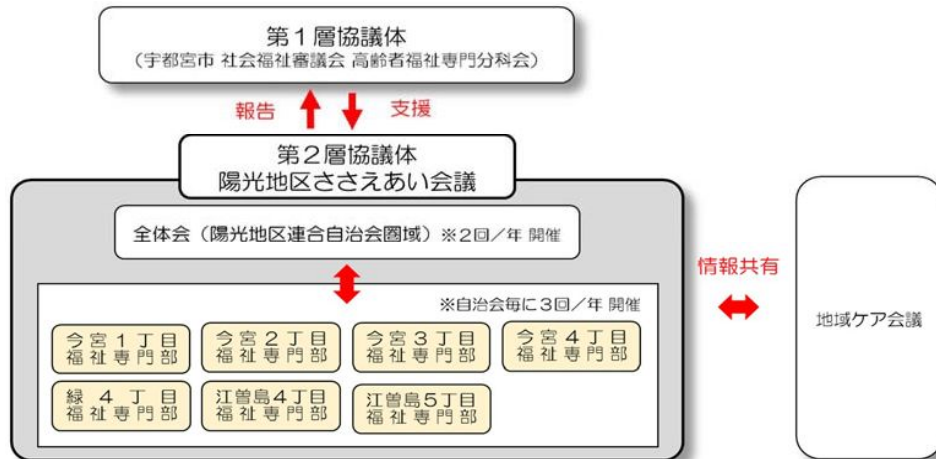 第１層協議体
（宇都宮市 社会福祉審議会 高齢者福祉専門分科会）
報告
支援
第２層協議体
陽光地区ささえあい会議
全体会（陽光地区連合自治会圏域）※２回／年 開催
情報共有
地域ケア会議
※自治会毎に３回／年 開催
今宮１丁目
福祉専門部
今宮２丁目
福祉専門部
今宮３丁目
福祉専門部
今宮４丁目
福祉専門部
緑４丁目
福祉専門部
江曽島４丁目
福祉専門部
江曽島５丁目
福祉専門部